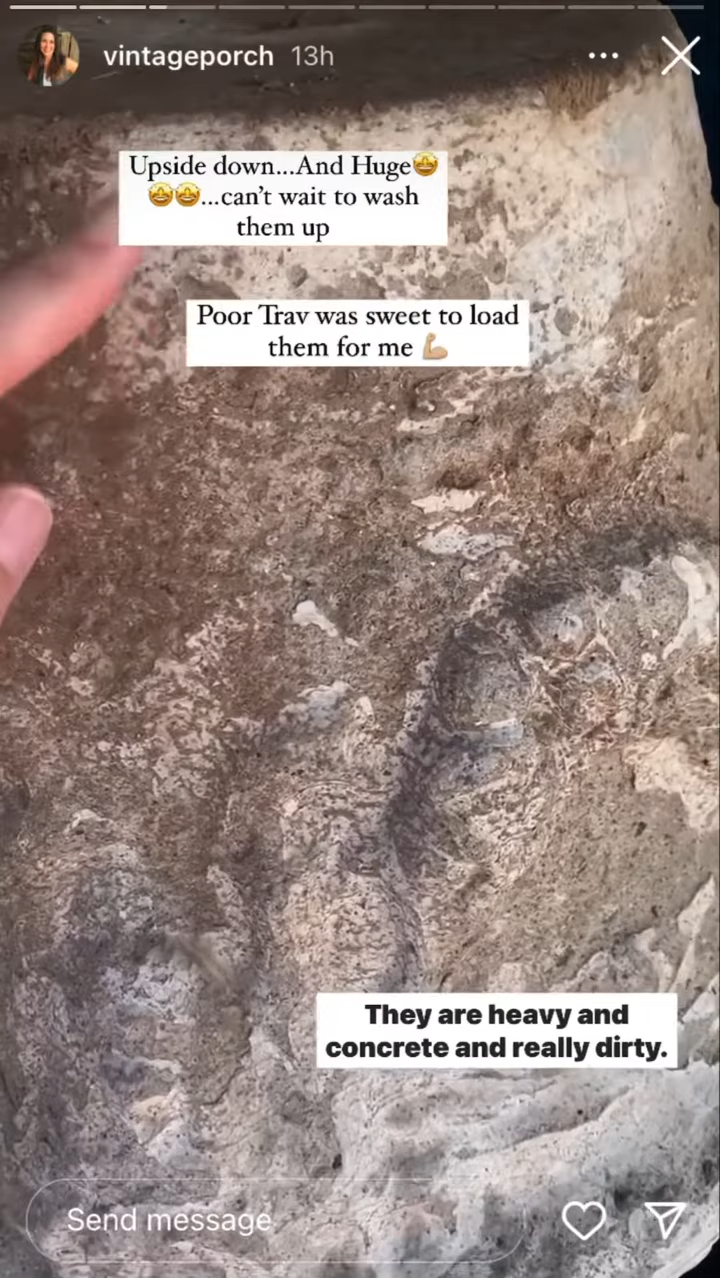 vintageporch 13h
Upside down...And Huge🤩
🤩🤩...can't wait to wash
them up
Poor Trav was sweet to load
them for me 💪🏼
They are heavy and
concrete and really dirty.
Send message